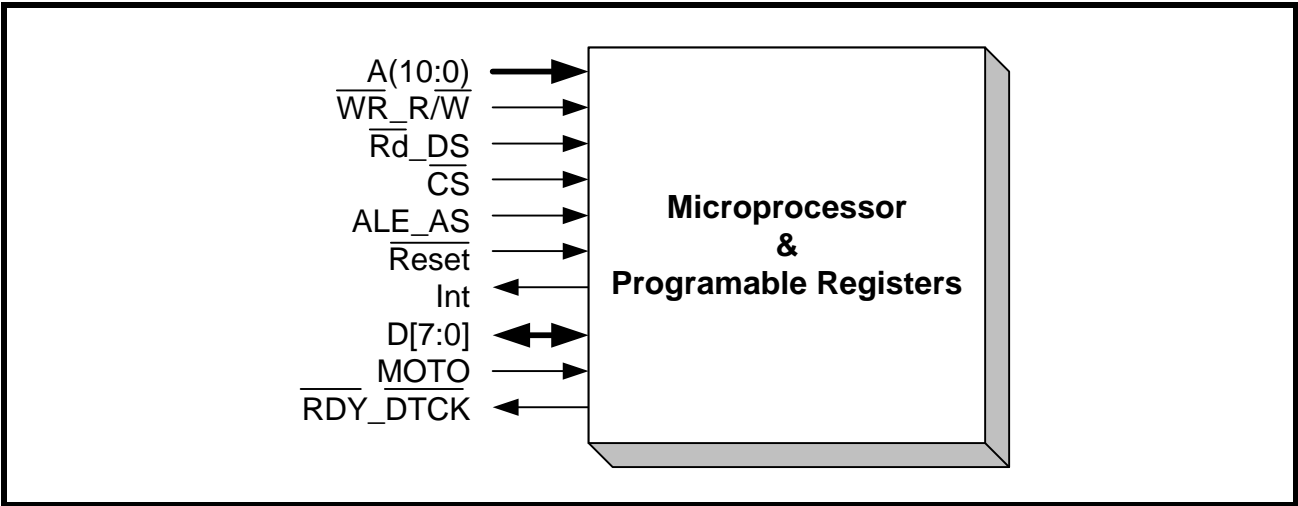 A(10:0)
WR_R/W
Rd_DS
CS
ALE_AS
Reset
Int
D[7:0]
MOTO
RDY_DTCK
Microprocessor
&
Programable Registers